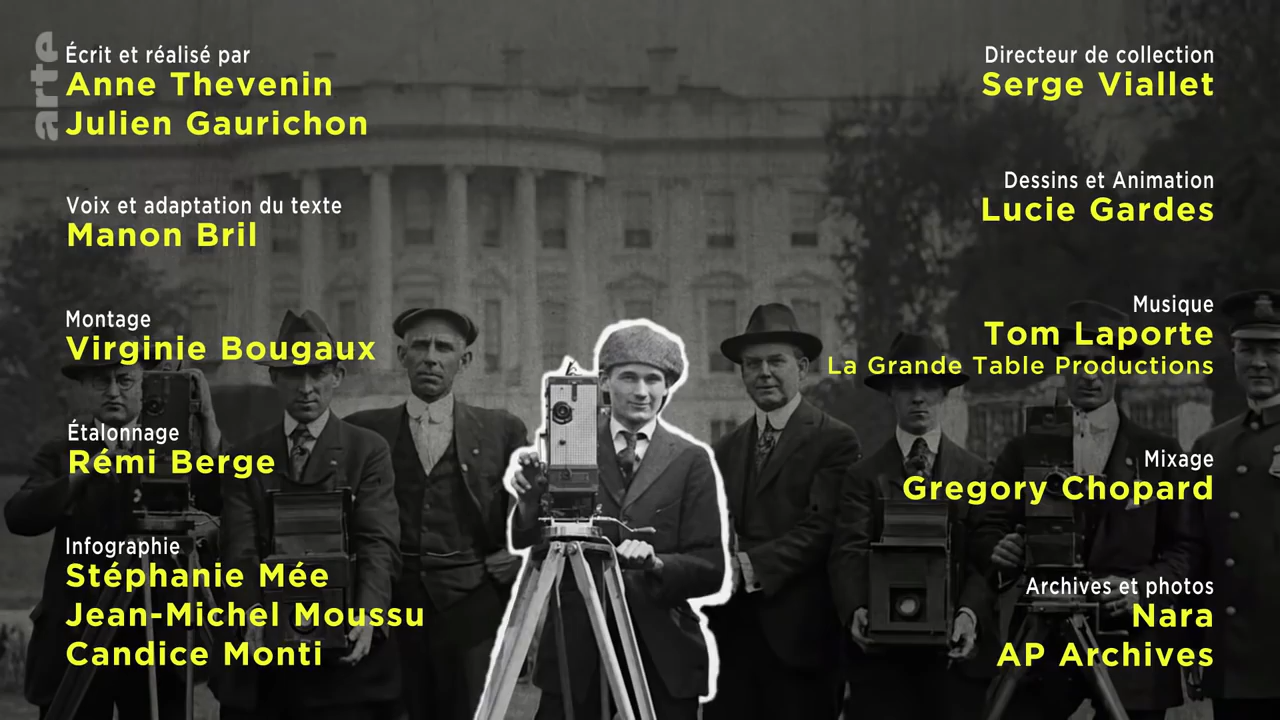 arte
Écrit et réalisé par
Anne Thevenin
Julien Gaurichon
Voix et adaptation du texte
Manon Bril
Montage
Virginie Bougaux
Étalonnage
Rémi Berge
Infographie
Stéphanie Mée
Jean-Michel Moussu
Candice Monti
Directeur de collection
Serge Viallet
Dessins et Animation
Lucie Gardes
Musique
Tom Laporte
La Grande Table Productions
Mixage
Gregory Chopard
Archives et photos
Nara
AP Archives